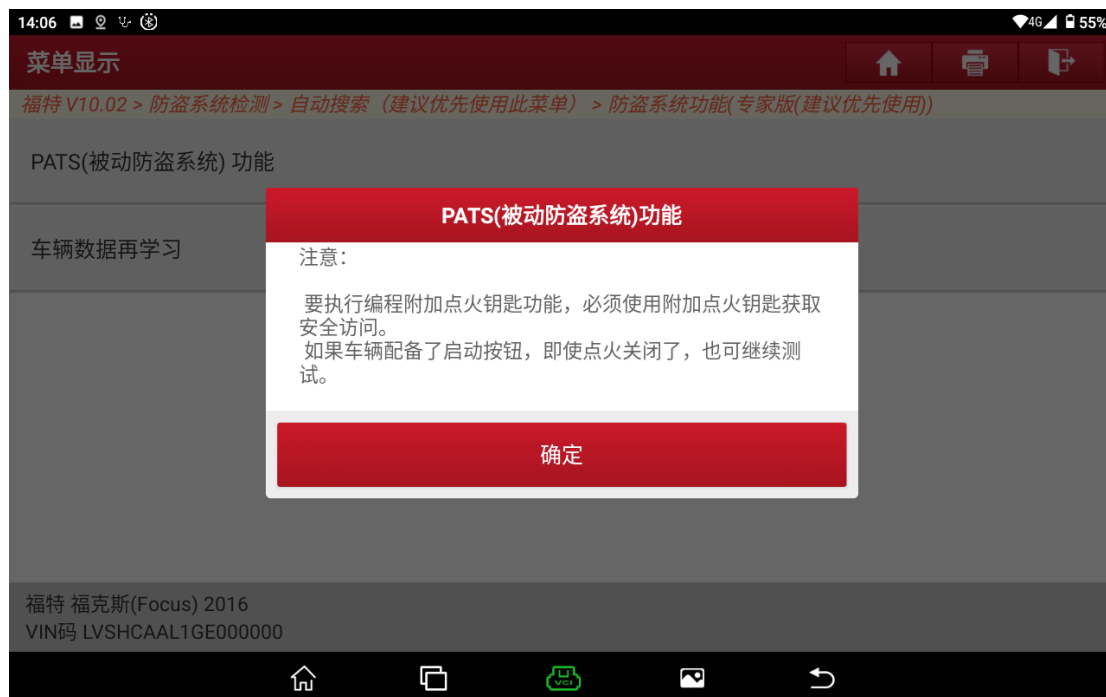 14:06
4G 55%
菜单显示
福特 V10.02 > 防盗系统检测 > 自动搜索（建议优先使用此菜单） > 防盗系统功能(专家版(建议优先使用))
PATS(被动防盗系统) 功能
车辆数据再学习
PATS(被动防盗系统)功能
注意：
要执行编程附加点火钥匙功能，必须使用附加点火钥匙获取
安全访问。
如果车辆配备了启动按钮，即使点火关闭了，也可继续测
试。
确定
福特 福克斯(Focus) 2016
VIN码 LVSHCAAL1GE000000
VCI